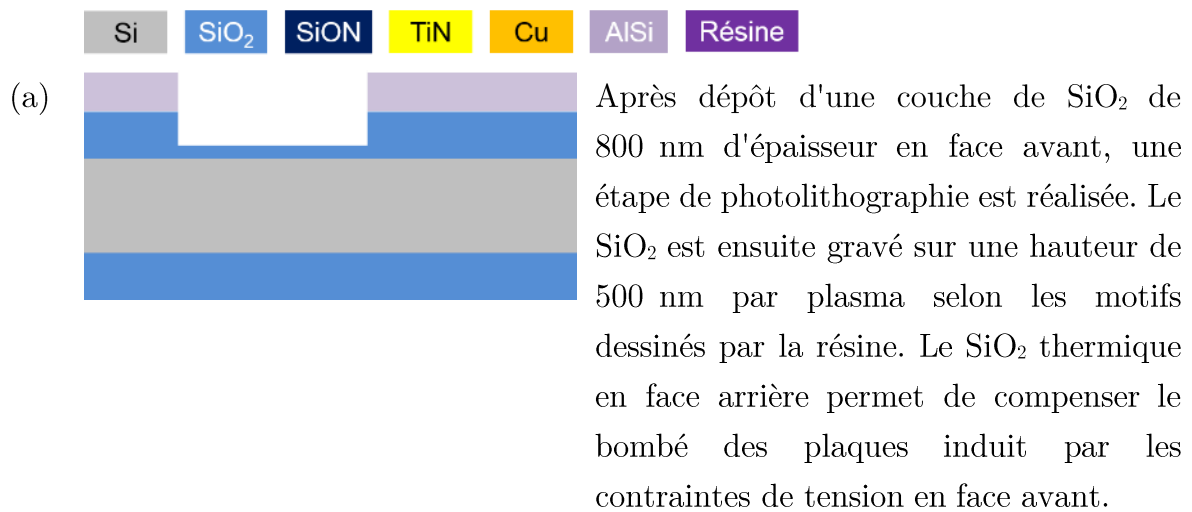 Si SiO₂ SiON TiN Cu AlSi Résine
(a)
Après dépôt d'une couche de SiO₂ de
800 nm d'épaisseur en face avant, une
étape de photolithographie est réalisée. Le
SiO₂ est ensuite gravé sur une hauteur de
500 nm par plasma selon les motifs
dessinés par la résine. Le SiO₂ thermique
en face arrière permet de compenser le
bombé des plaques induit par les
contraintes de tension en face avant.